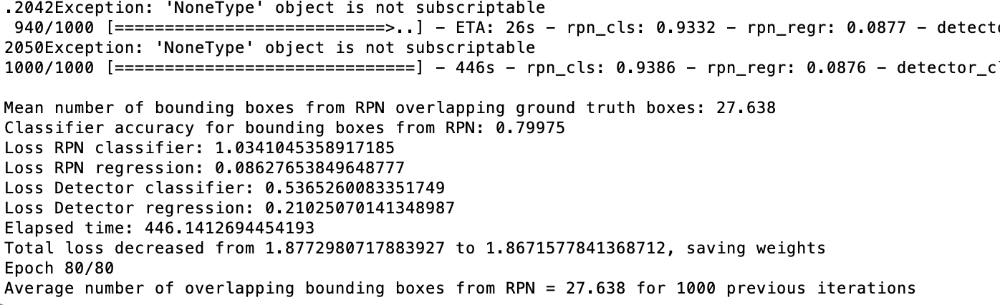 .2042Exception: 'NoneType' object is not subscriptable
940/1000 [===========================>..] - ETA: 26s - rpn_cls: 0.9332 - rpn_regr: 0.0877 - detect
2050Exception: 'NoneType' object is not subscriptable
1000/1000 [==============================] - 446s - rpn_cls: 0.9386 - rpn_regr: 0.0876 - detector_c
Mean number of bounding boxes from RPN overlapping ground truth boxes: 27.638
Classifier accuracy for bounding boxes from RPN: 0.79975
Loss RPN classifier: 1.0341045358917185
Loss RPN regression: 0.08627653849648777
Loss Detector classifier: 0.5365260083351749
Loss Detector regression: 0.21025070141348987
Elapsed time: 446.1412694454193
Total loss decreased from 1.8772980717883927 to 1.8671577841368712, saving weights
Epoch 80/80
Average number of overlapping bounding boxes from RPN = 27.638 for 1000 previous iterations